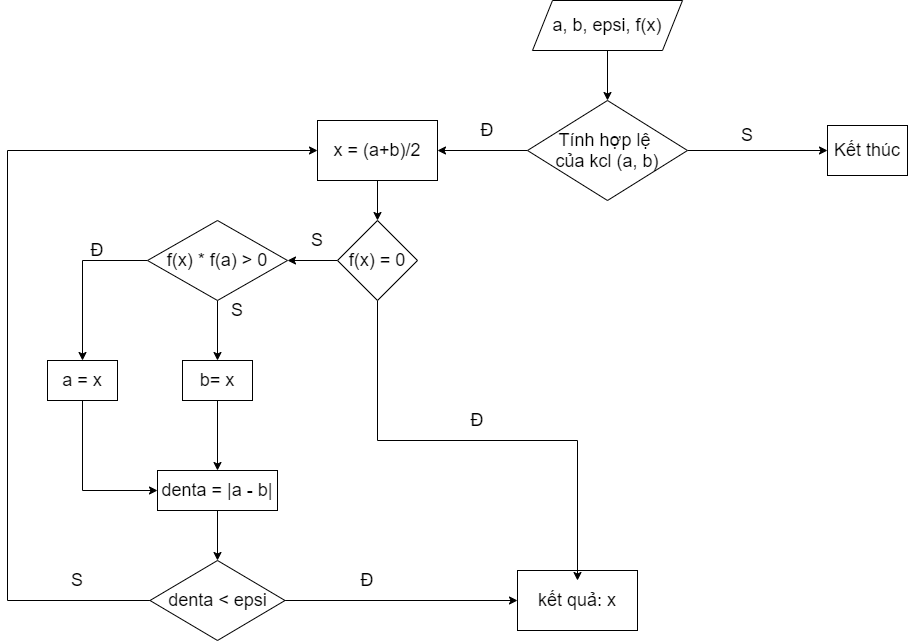 a, b, epsi, f(x)
Tính hợp lệ
của kcl (a, b)
Đ
S
Kết thúc
x = (a+b)/2
f(x) = 0
S
f(x) * f(a) > 0
Đ
S
a = x
b= x
Đ
denta = |a - b|
denta < epsi
S
Đ
kết quả: x